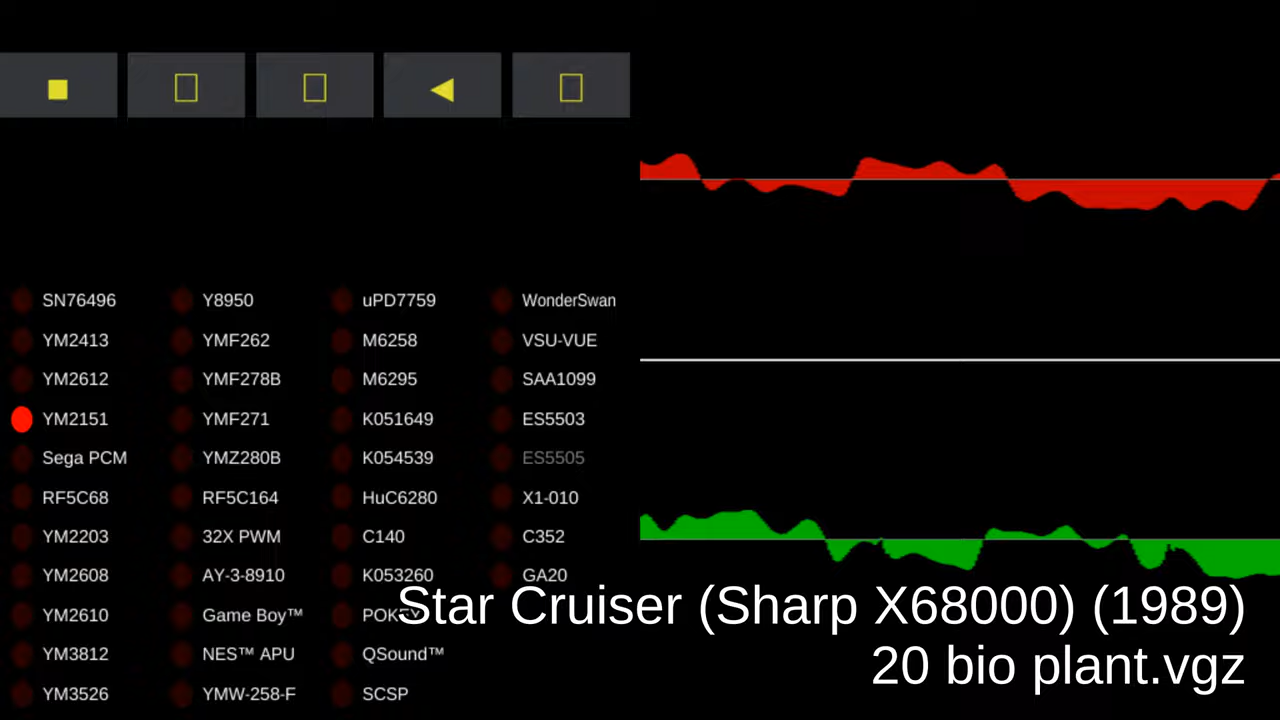 SN76496 Y8950 uPD7759 WonderSwan
YM2413 YMF262 M6258 VSU-VUE
YM2612 YMF278B M6295 SAA1099
YM2151 YMF271 K051649 ES5503
Sega PCM YMZ280B K054539 ES5505
RF5C68 RF5C164 HuC6280 X1-010
YM2203 32X PWM C140 C352
YM2608 AY-3-8910 K053260 GA20
YM2610 Game Boy™ POKEY
YM3812 NES™ APU QSound™
YM3526 YMW-258-F SCSP
Star Cruiser (Sharp X68000) (1989)
20 bio plant.vgz